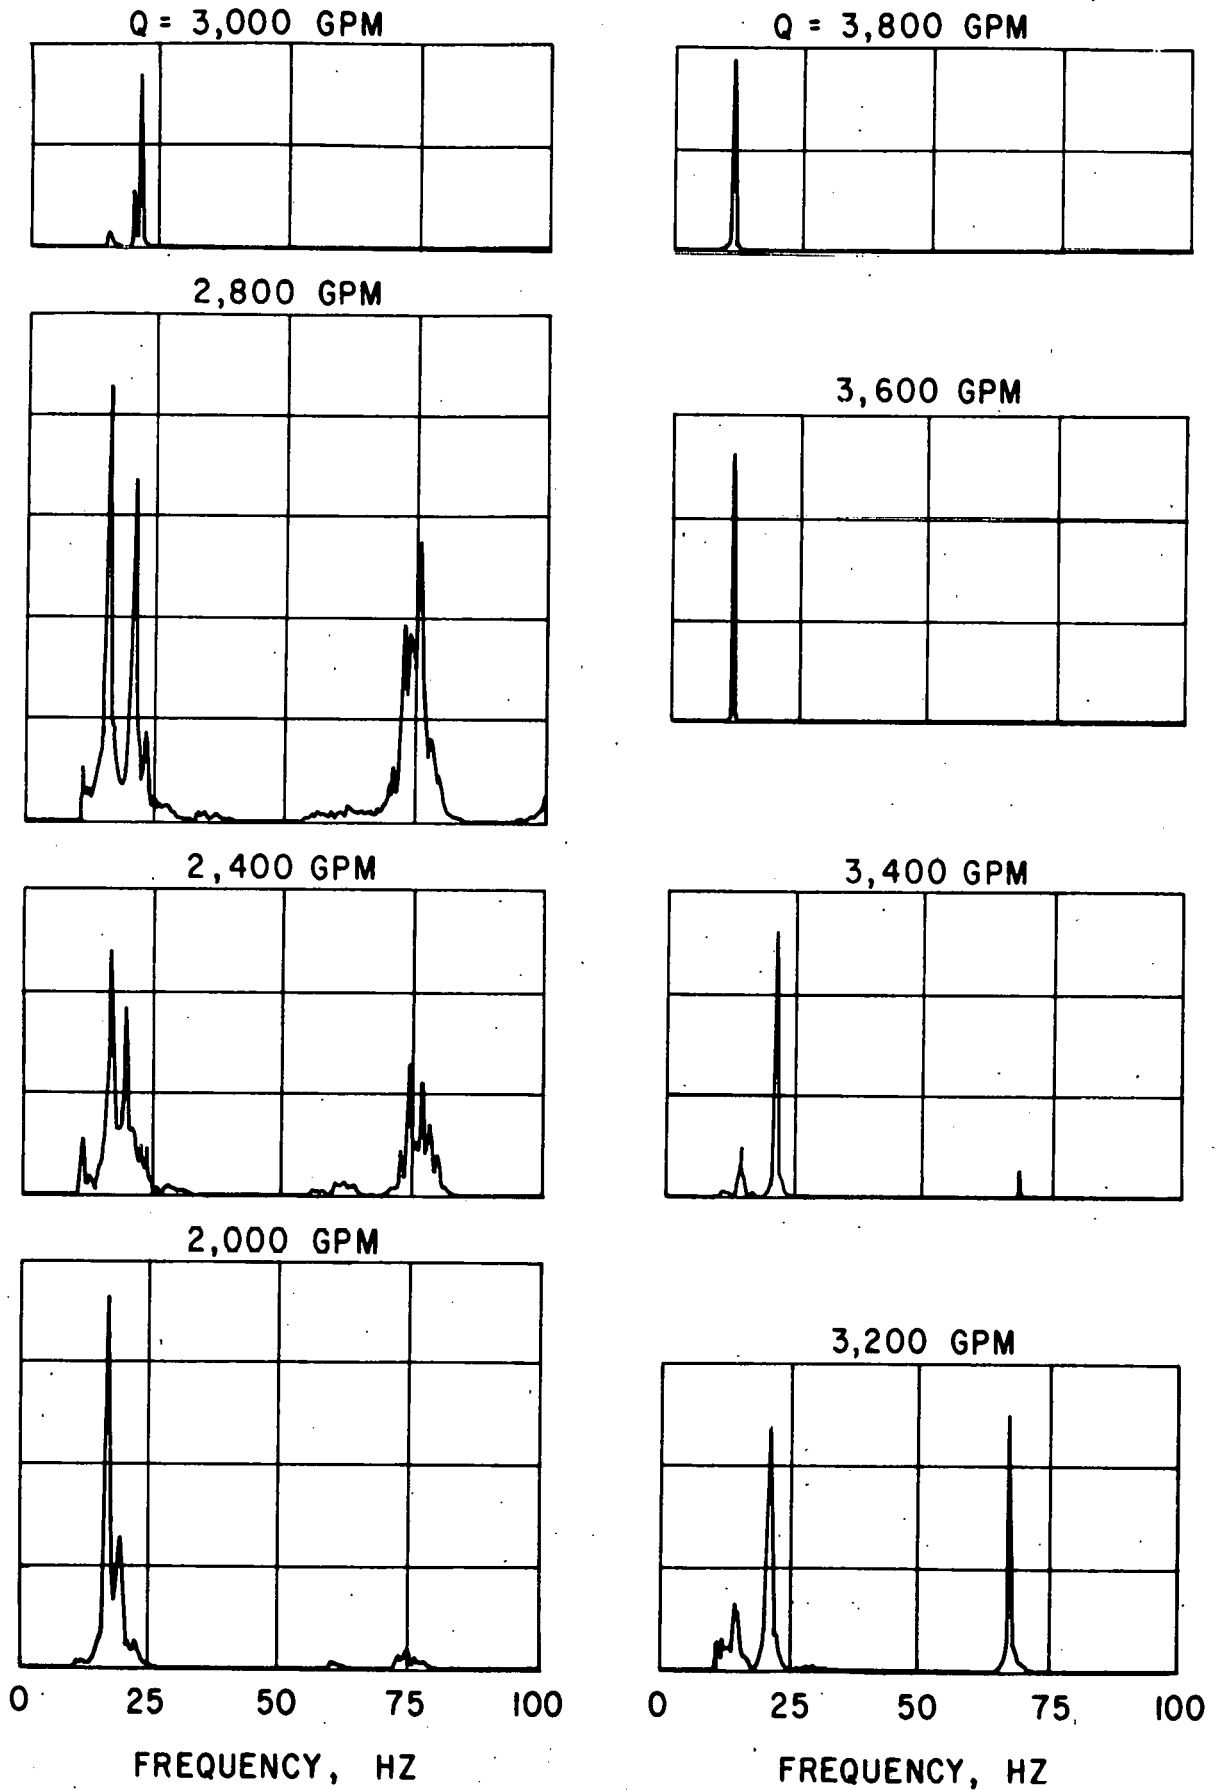 Q = 3,000 GPM
2,800 GPM
2,400 GPM
2,000 GPM
0 25 50 75 100
FREQUENCY, HZ
Q = 3,800 GPM
3,600 GPM
3,400 GPM
3,200 GPM
0 25 50 75 100
FREQUENCY, HZ